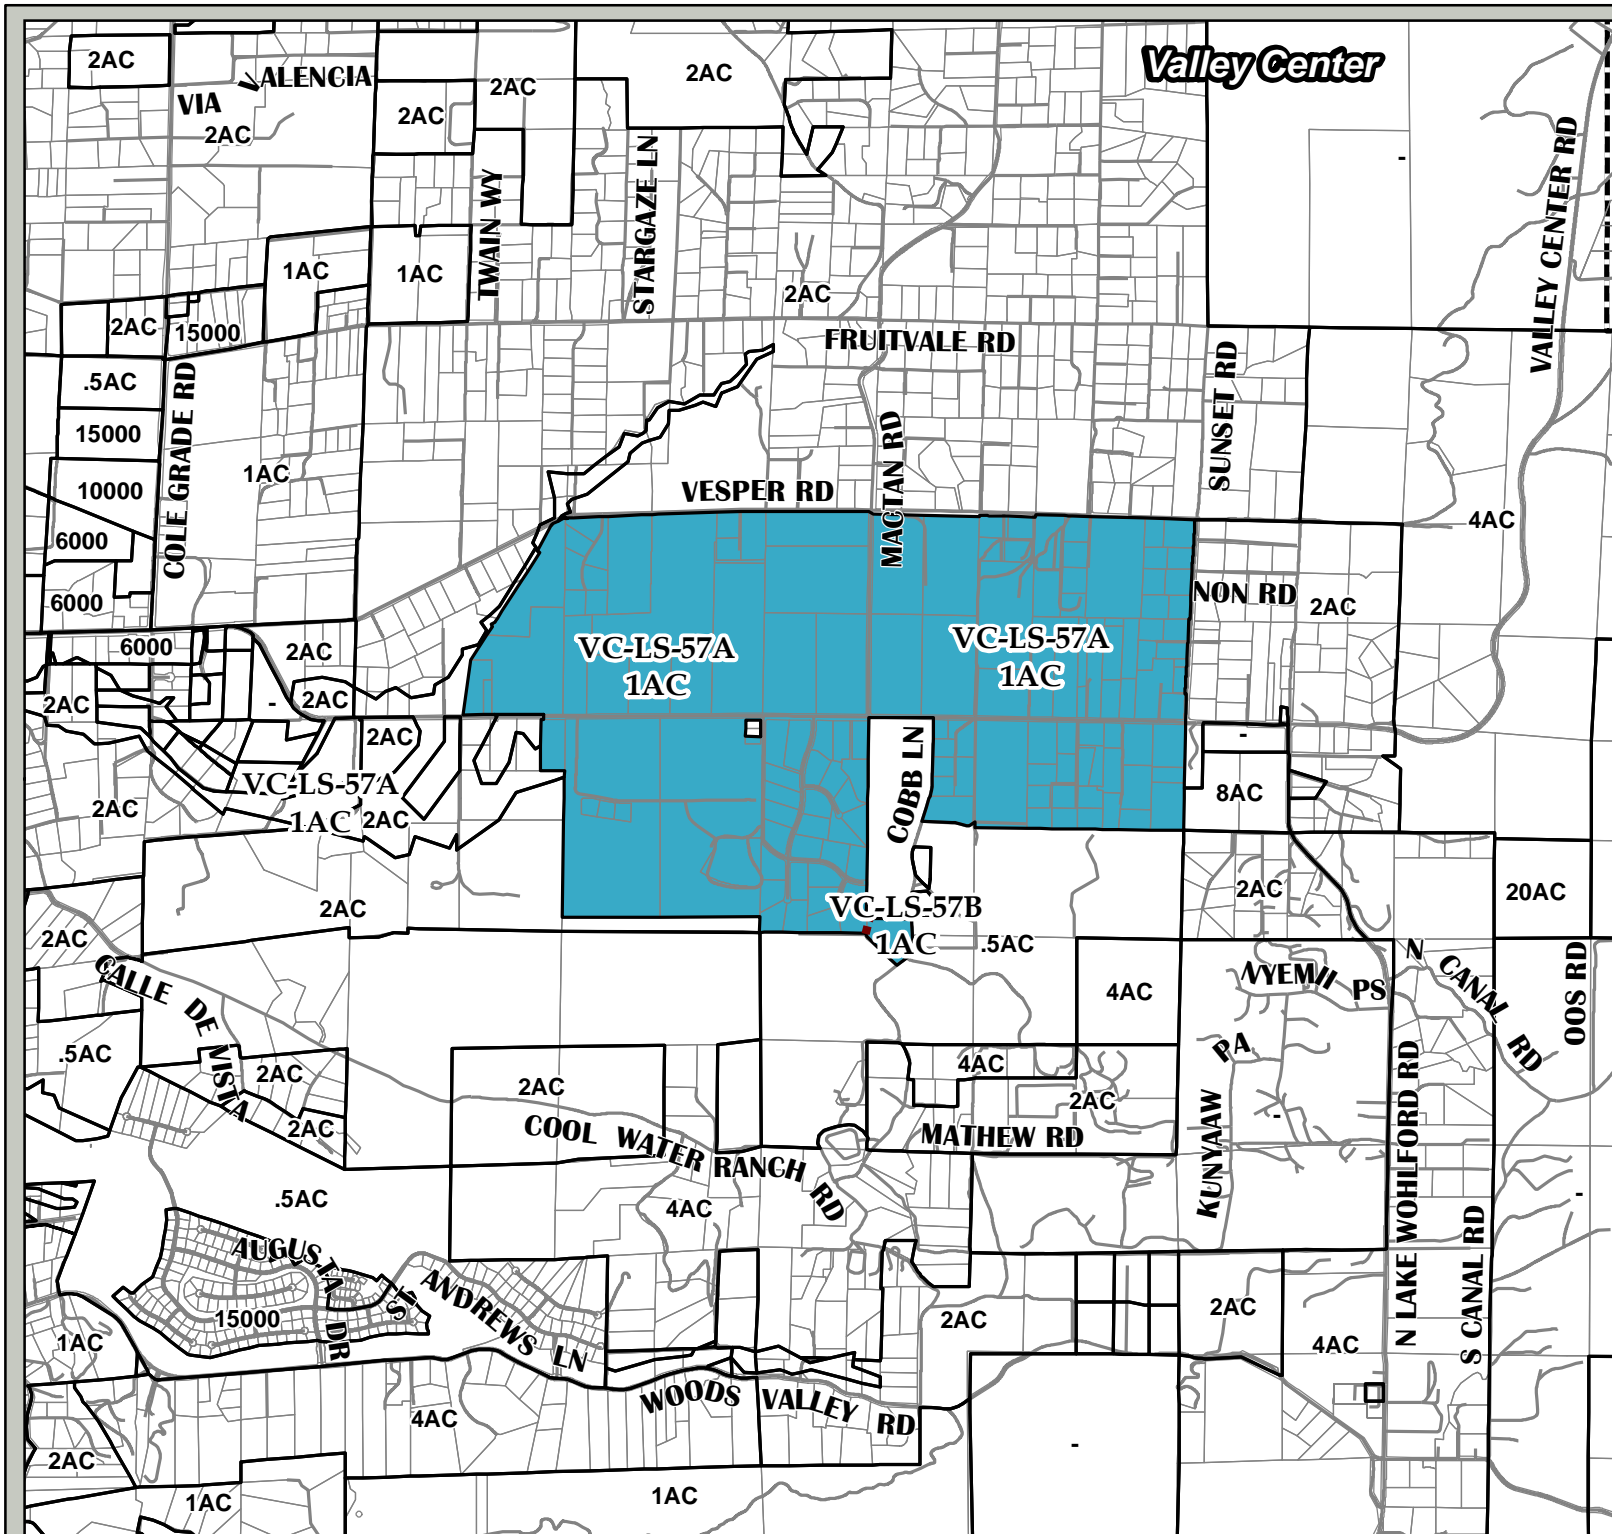 Valley Center
2AC
VIA VALENCIA
2AC
2AC
2AC
2AC
-
TWAIN WY
STARGAZE LN
VALLEY CENTER RD
1AC
1AC
2AC
2AC
15000
FRUITVALE RD
SUNSET RD
.5AC
COLE GRADE RD
15000
1AC
10000
VESPER RD
MACTAN RD
4AC
6000
6000
NON RD
2AC
6000
2AC
VC-LS-57A
1AC
VC-LS-57A
1AC
2AC
-
2AC
2AC
-
COBB LN
VC-LS-57A
1AC
2AC
2AC
8AC
2AC
VC-LS-57B
1AC
.5AC
2AC
20AC
2AC
CALLE DE VISTA
4AC
NYEMII PS
N CANAL RD
OOS RD
.5AC
2AC
2AC
2AC
4AC
2AC
PA
KUNYAAW
-
COOL WATER RANCH RD
MATHEW RD
N LAKE WOHLFORD RD
.5AC
4AC
-
S CANAL RD
AUGUSTA DR
15000
ST ANDREWS LN
1AC
2AC
2AC
4AC
WOODS VALLEY RD
4AC
2AC
-
1AC
1AC